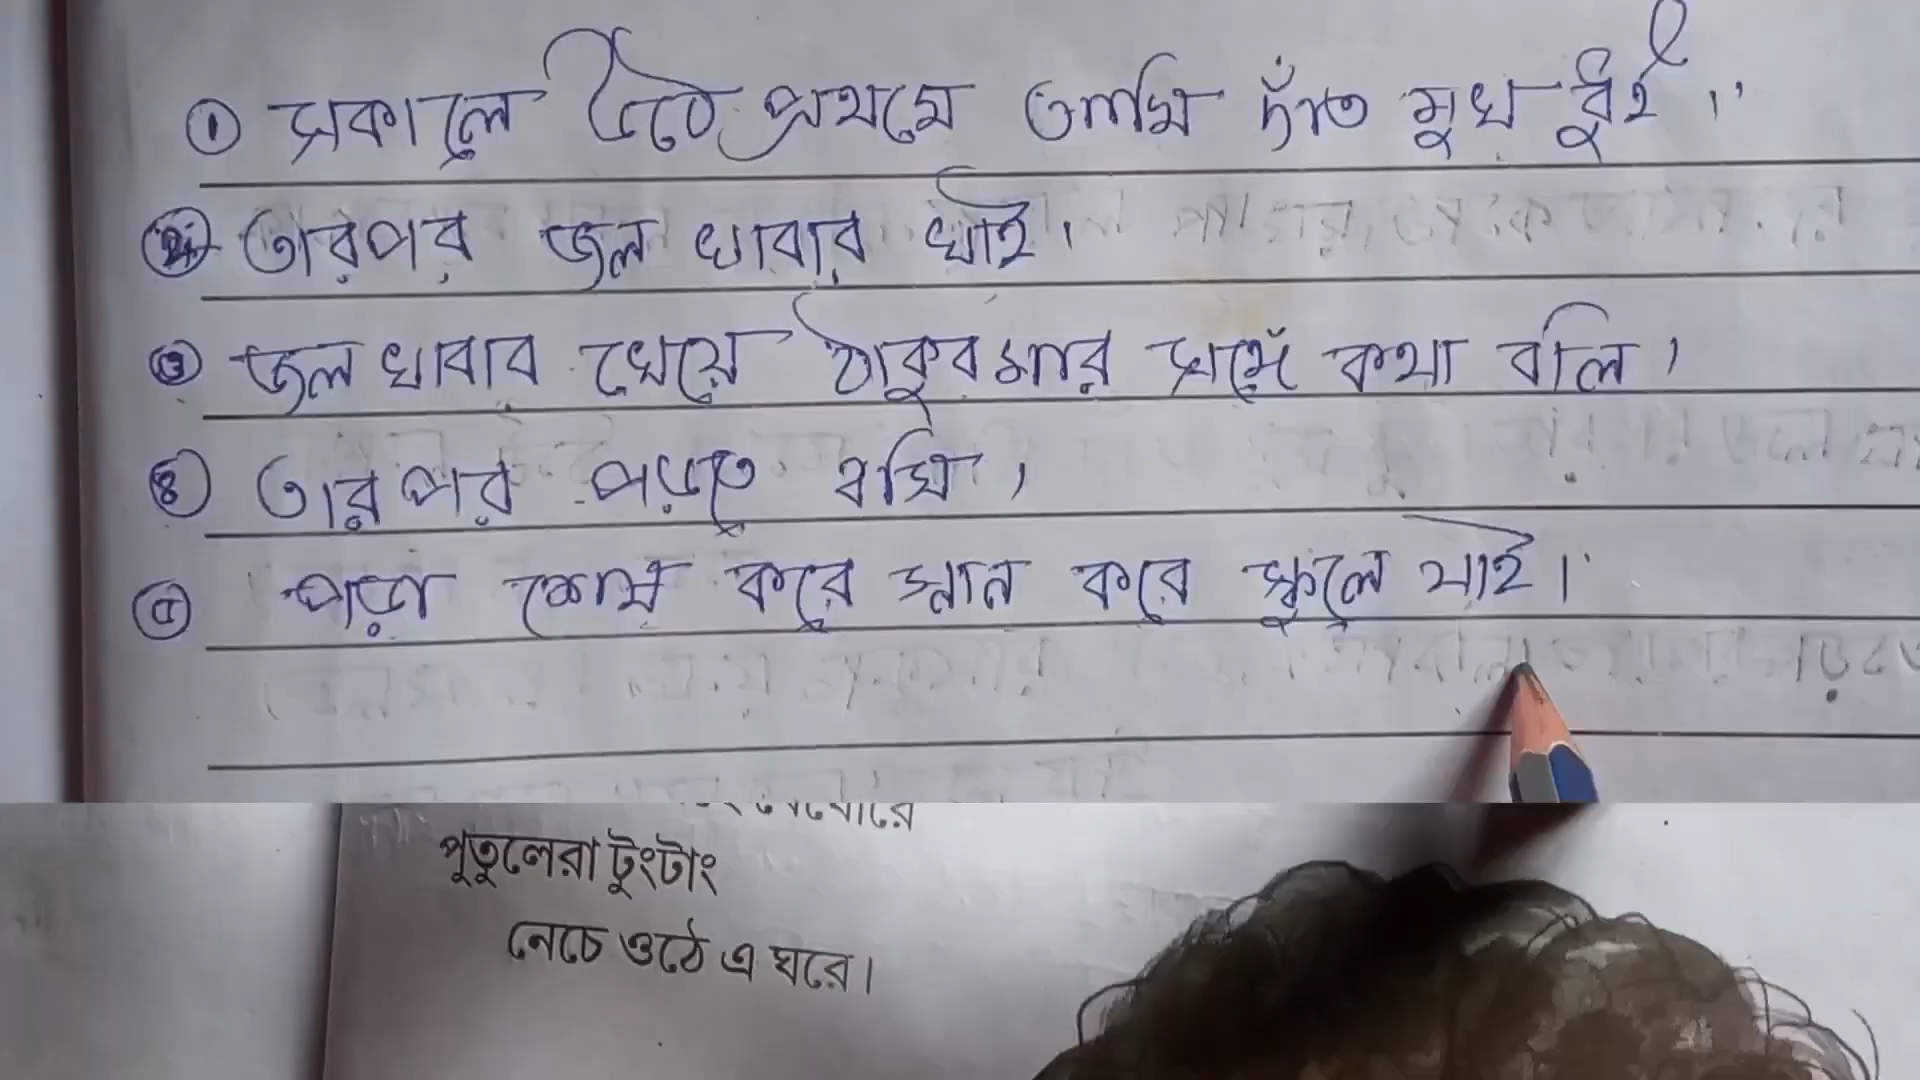 ① সকালে উঠে প্রথমে আমি দাঁত মুখ ধুই।
② তারপর জল খাবার খাই।
③ জল খাবার খেয়ে ঠাকুরমার সঙ্গে কথা বলি।
④ তারপর পড়তে বসি।
⑤ পড়া শেষ করে স্নান করে স্কুলে যাই।
পুতুলেরা টুংটাং
নেচে ওঠে এ ঘরে।